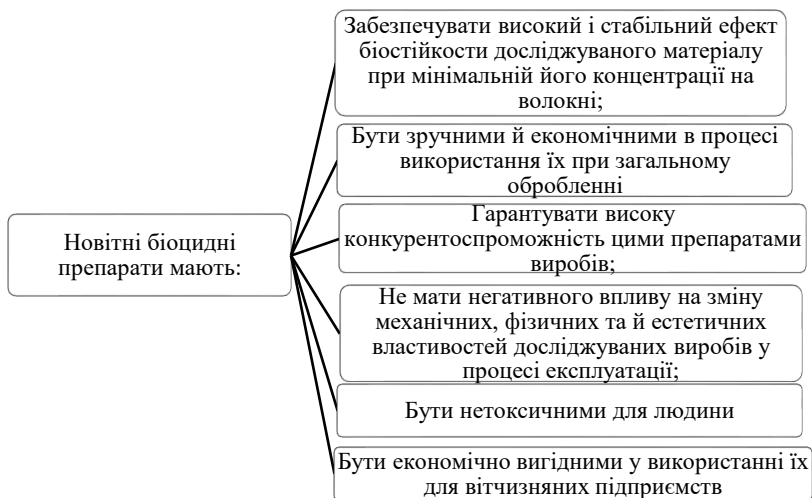 Забезпечувати високий і стабільний ефект
біостійкости досліджуваного матеріалу
при мінімальній його концентрації на
волокні;
Бути зручними й економічними в процесі
використання їх при загальному
обробленні
Гарантувати високу
конкурентоспроможність цими препаратами
виробів;
Новітні біоцидні
препарати мають:
Не мати негативного впливу на зміну
механічних, фізичних та й естетичних
властивостей досліджуваних виробів у
процесі експлуатації;
Бути нетоксичними для людини
Бути економічно вигідними у використанні їх
для вітчизняних підприємств